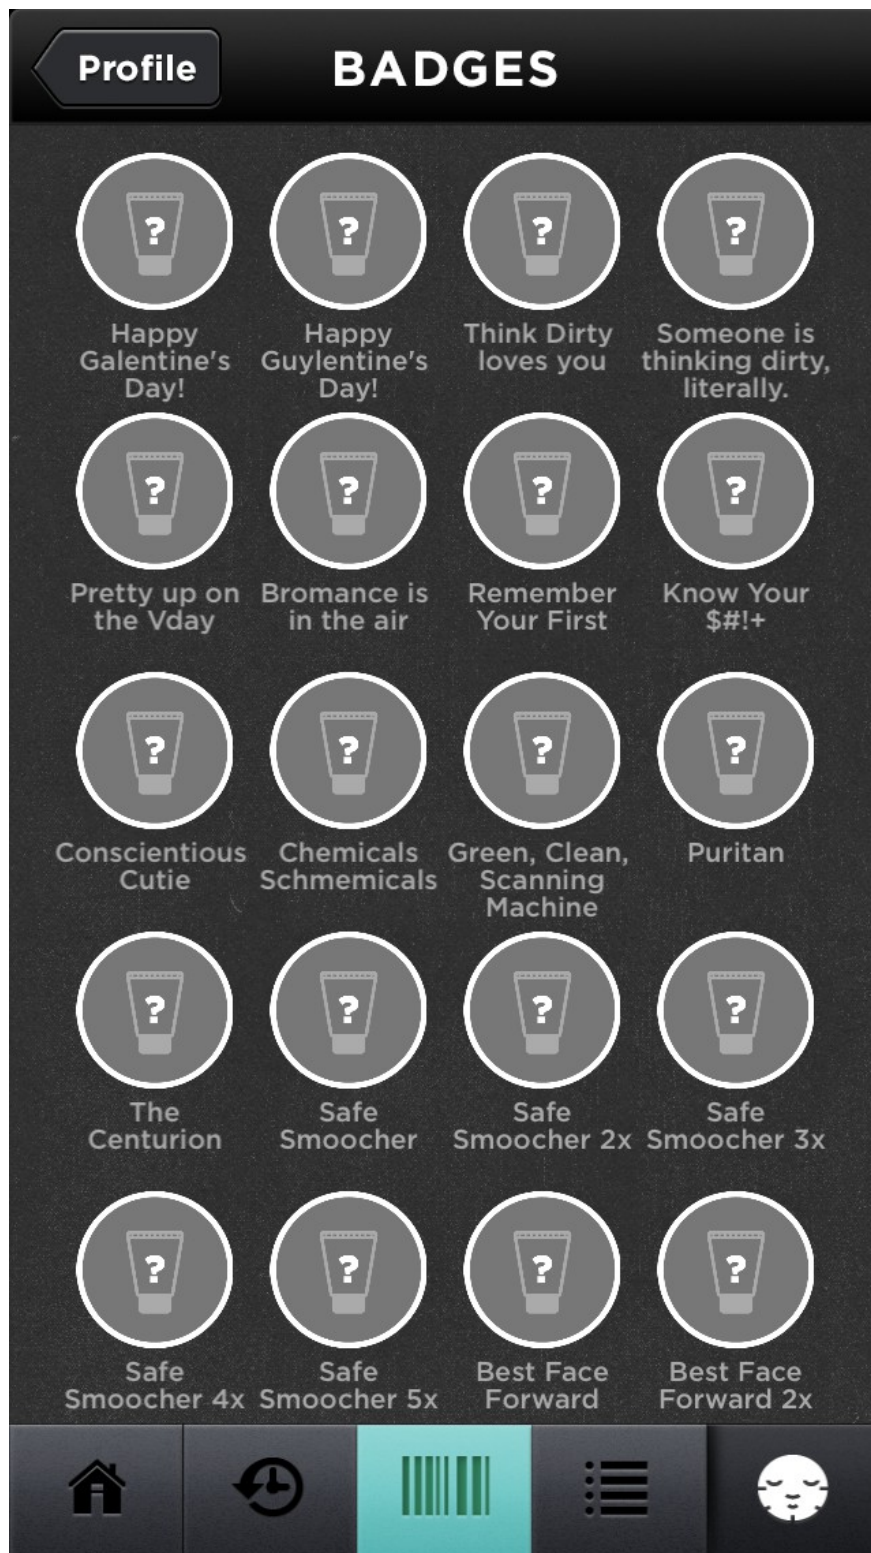 Profile
BADGES
?
?
?
?
Happy
Galentine's
Day!
Happy
Guylentine's
Day!
Think Dirty
loves you
Someone is
thinking dirty,
literally.
?
?
?
?
Pretty up on
the Vday
Bromance is
in the air
Remember
Your First
Know Your
$#!+
?
?
?
?
Conscientious
Cutie
Chemicals
Schmemicals
Green, Clean,
Scanning
Machine
Puritan
?
?
?
?
The
Centurion
Safe
Smoocher
Safe
Smoocher 2x
Safe
Smoocher 3x
?
?
?
?
Safe
Smoocher 4x
Safe
Smoocher 5x
Best Face
Forward
Best Face
Forward 2x